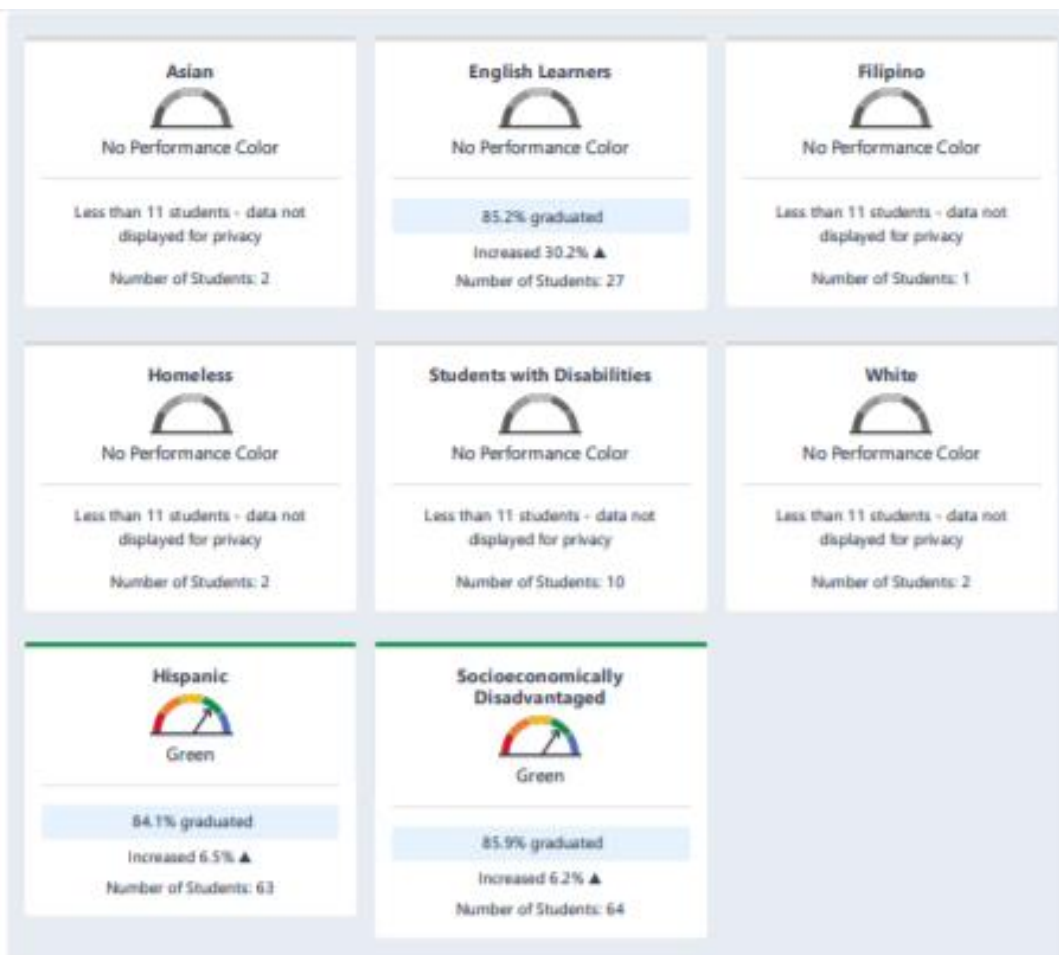 Asian
No Performance Color
Less than 11 students - data not
displayed for privacy
Number of Students: 2
English Learners
No Performance Color
85.2% graduated
Increased 30.2% ▲
Number of Students: 27
Filipino
No Performance Color
Less than 11 students - data not
displayed for privacy
Number of Students: 1
Homeless
No Performance Color
Less than 11 students - data not
displayed for privacy
Number of Students: 2
Students with Disabilities
No Performance Color
Less than 11 students - data not
displayed for privacy
Number of Students: 10
White
No Performance Color
Less than 11 students - data not
displayed for privacy
Number of Students: 2
Hispanic
Green
84.1% graduated
Increased 6.5% ▲
Number of Students: 63
Socioeconomically
Disadvantaged
Green
85.9% graduated
Increased 6.2% ▲
Number of Students: 64